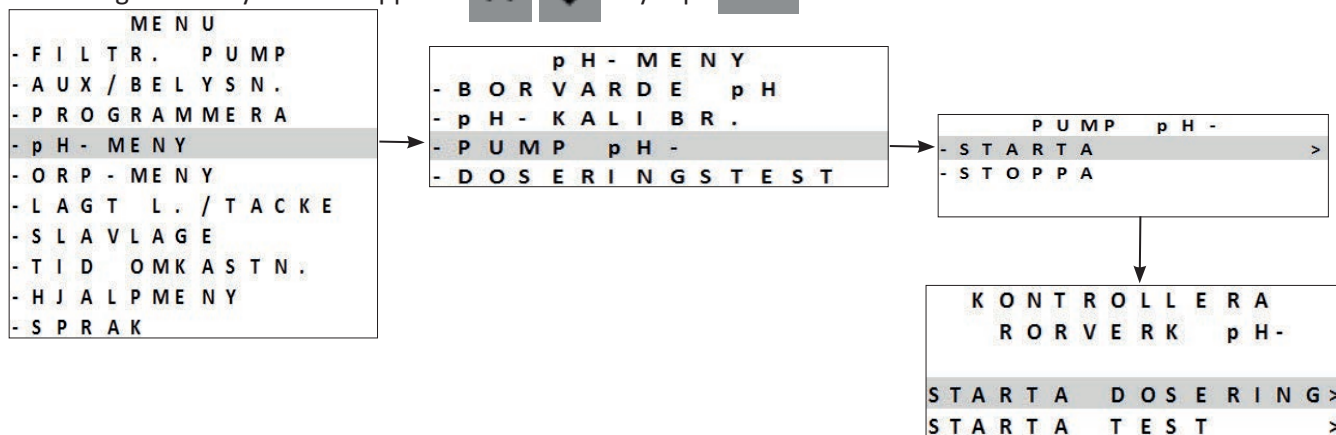 MENU
-FILTR. PUMP
-AUX/BELYSN.
-PROGRAMMERA
-pH-MENY
-ORP-MENY
-LAGT L./TACKE
-SLAVLAGE
-TID OMKASTN.
-HJALPMENY
-SPRAK
pH-MENY
-BORVARDE pH
-pH-KALIBR.
-PUMP pH-
-DOSERINGSTEST
PUMP pH-
-STARTA >
-STOPPA
KONTROLLERA
RORVERK pH-
STARTA DOSERING>
STARTA TEST >